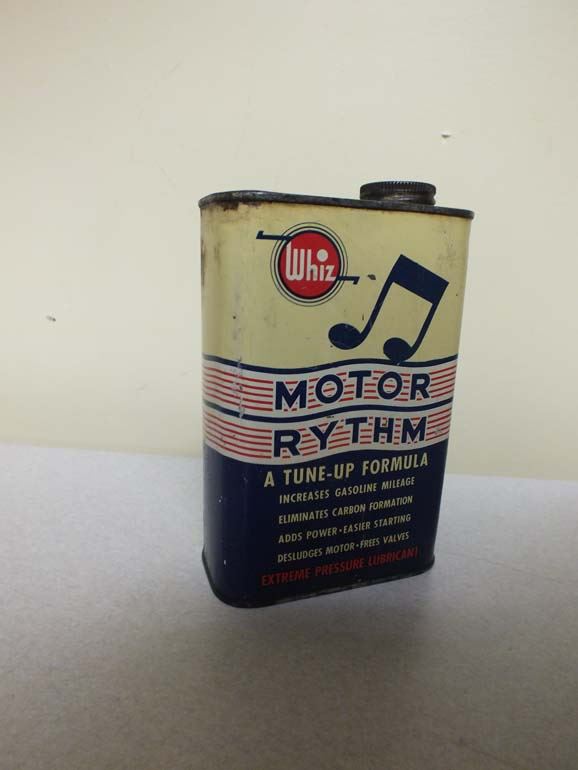 Whiz
MOTOR
RYTHM
A TUNE-UP FORMULA
INCREASES GASOLINE MILEAGE
ELIMINATES CARBON FORMATION
ADDS POWER • EASIER STARTING
DESLUDGES MOTOR • FREES VALVES
EXTREME PRESSURE LUBRICANT